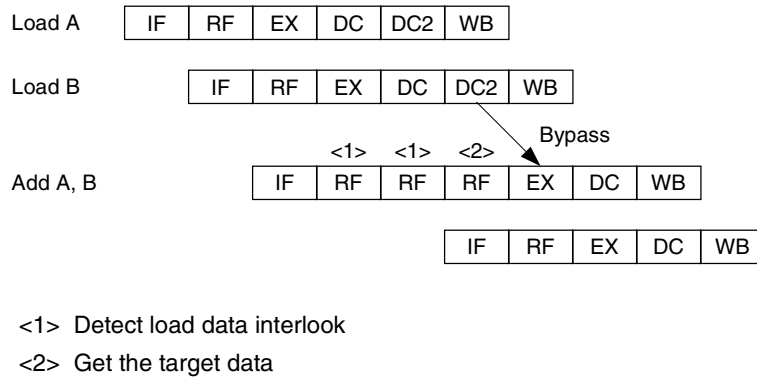 Load A IF RF EX DC DC2 WB
Load B IF RF EX DC DC2 WB
Bypass
<1> <1> <2>
Add A, B IF RF RF RF EX DC WB
IF RF EX DC WB
<1> Detect load data interlook
<2> Get the target data